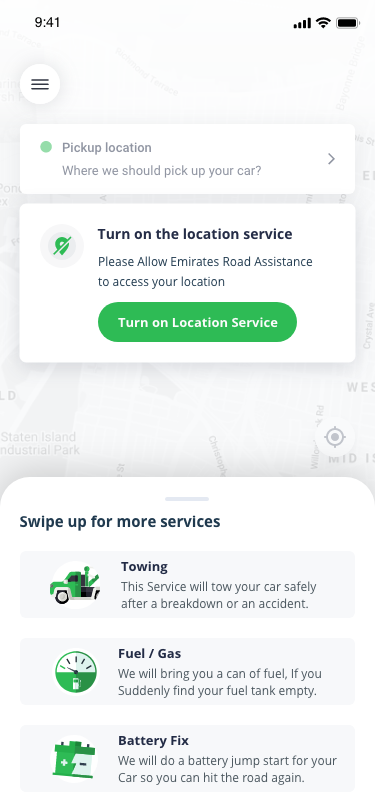 9:41
Pickup location
Where we should pick up your car?
Turn on the location service
Please Allow Emirates Road Assistance
to access your location
Turn on Location Service
Staten Island
ndustrial Park
Swipe up for more services
Towing
This Service will tow your car safely
after a breakdown or an accident.
Fuel / Gas
We will bring you a can of fuel, If you
Suddenly find your fuel tank empty.
Battery Fix
We will do a battery jump start for your
Car so you can hit the road again.